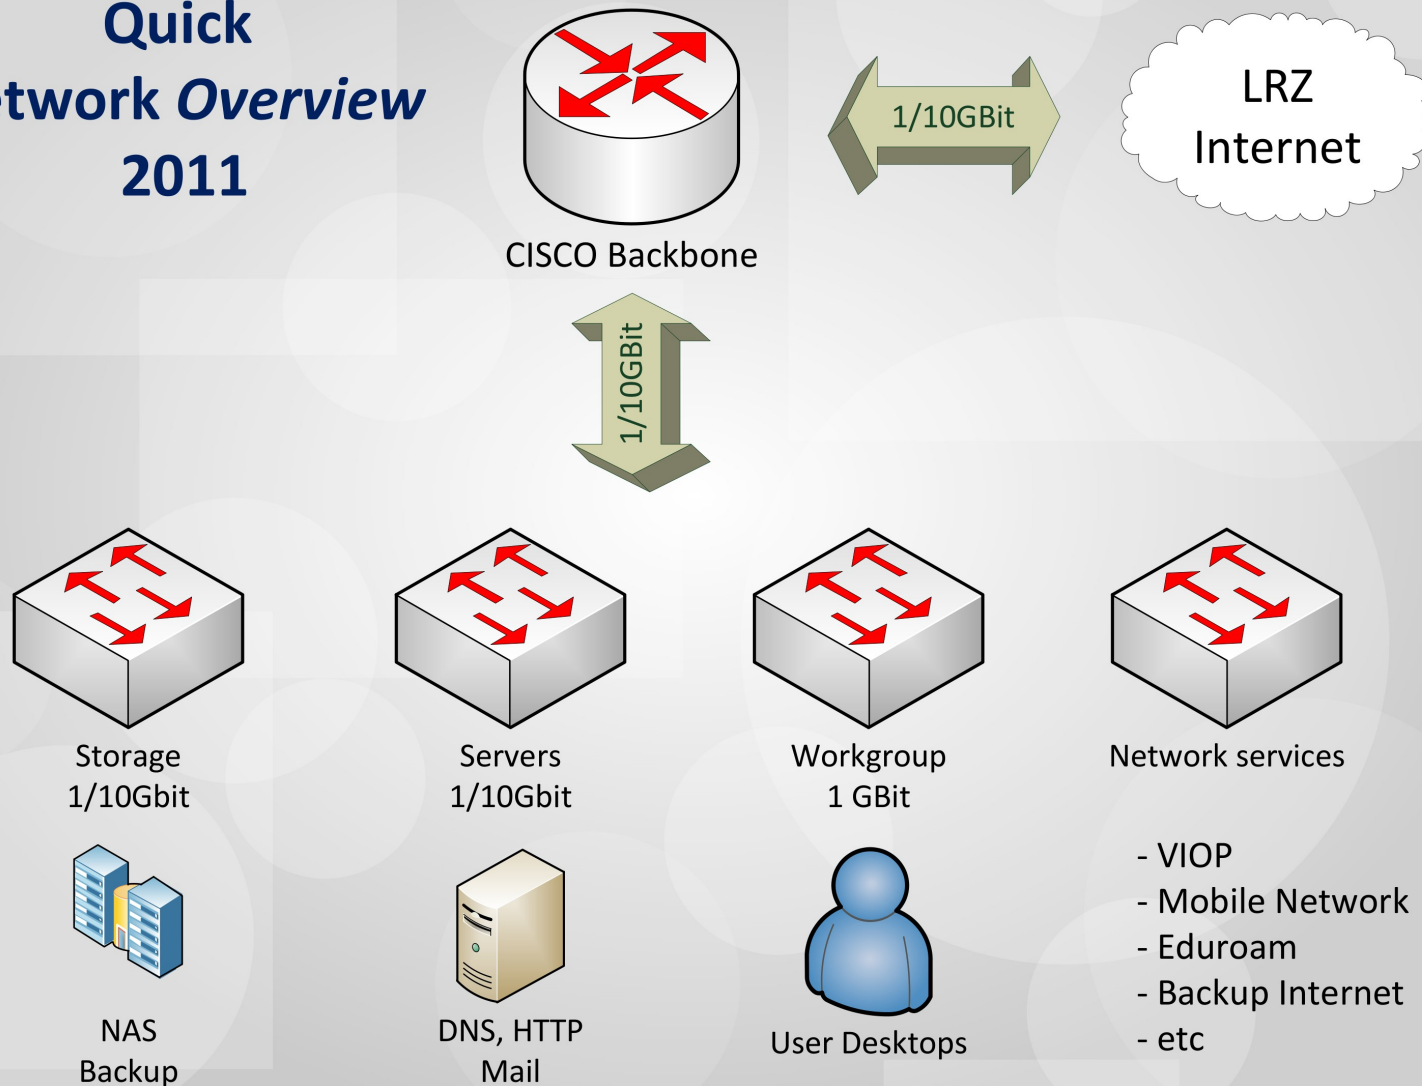 Quick
etwork Overview
2011
1/10GBit
LRZ
Internet
CISCO Backbone
1/10GBit
Storage
1/10Gbit
Servers
1/10Gbit
Workgroup
1 GBit
Network services
NAS
Backup
DNS, HTTP
Mail
User Desktops
- VIOP
- Mobile Network
- Eduroam
- Backup Internet
- etc